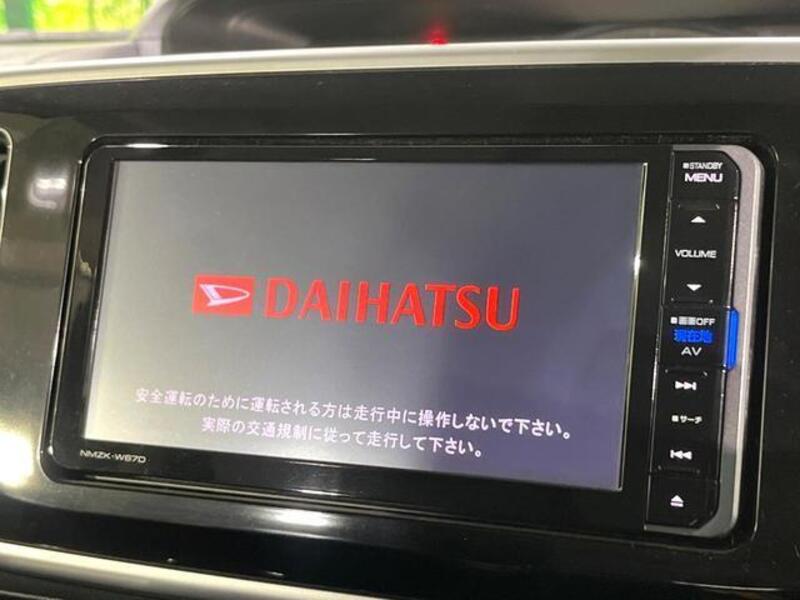 DAIHATSU
安全運転のために運転される方は走行中に操作しないで下さい。
実際の交通規制に従って走行して下さい。
NMZK-W67D
STANDBY
MENU
VOLUME
画面OFF
現在地
AV
サーチ